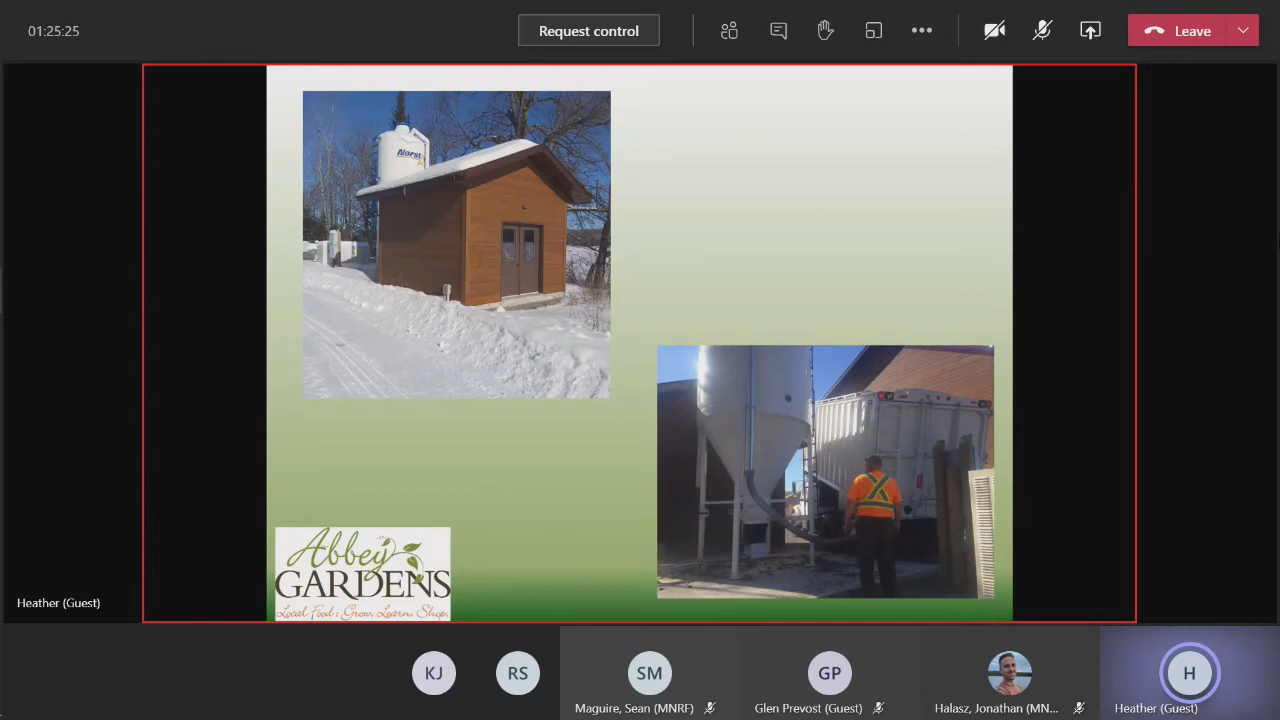 01:25:25
Request control
Leave
Norst
Abbey
GARDENS
Local Food: Grow. Learn. Shop.
Heather (Guest)
KJ
RS
SM
GP
H
Maguire, Sean (MNRF)
Glen Prevost (Guest)
Halasz, Jonathan (MN...
Heather (Guest)